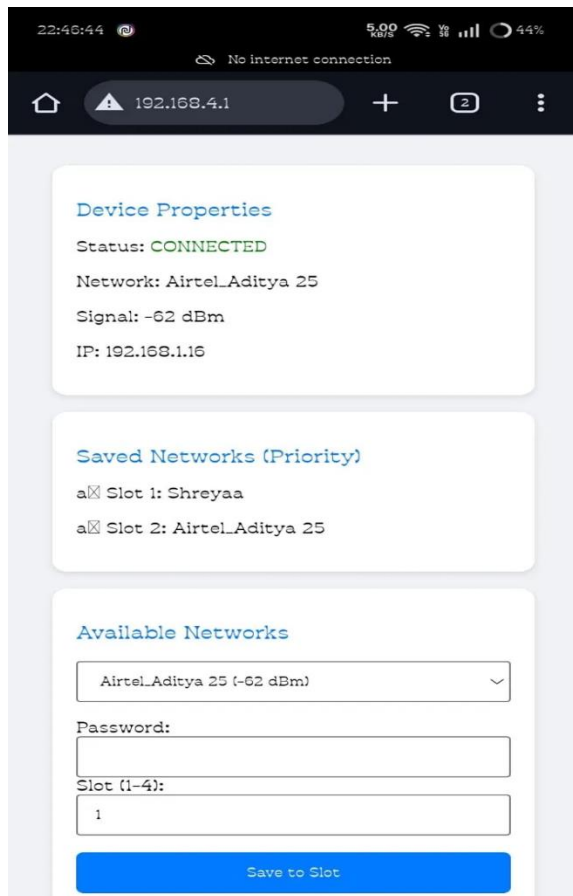 22:46:44
5.00 KB/S
Vo 5G
44%
No internet connection
192.168.4.1
2
Device Properties
Status: CONNECTED
Network: Airtel_Aditya 25
Signal: -62 dBm
IP: 192.168.1.16
Saved Networks (Priority)
a☒ Slot 1: Shreyaa
a☒ Slot 2: Airtel_Aditya 25
Available Networks
Airtel_Aditya 25 (-62 dBm)
Password:
Slot (1-4):
1
Save to Slot